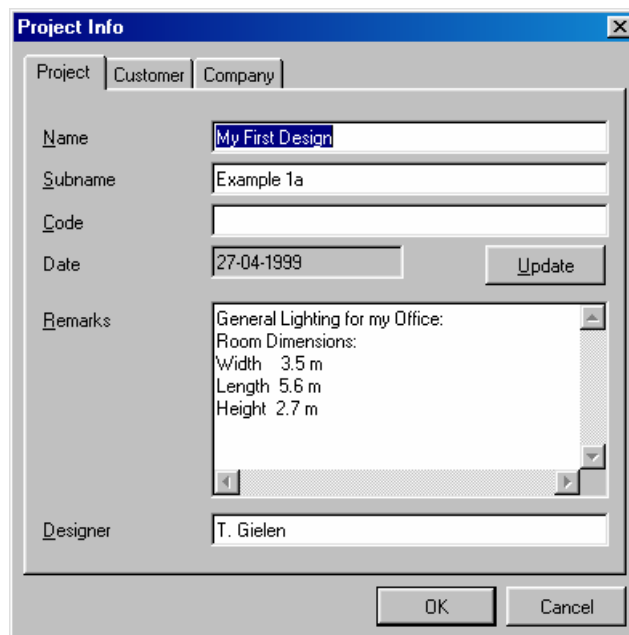 Project Info
Project Customer Company
Name My First Design
Subname Example 1a
Code
Date 27-04-1999 Update
Remarks General Lighting for my Office:
Room Dimensions:
Width 3.5 m
Length 5.6 m
Height 2.7 m
Designer T. Gielen
OK Cancel